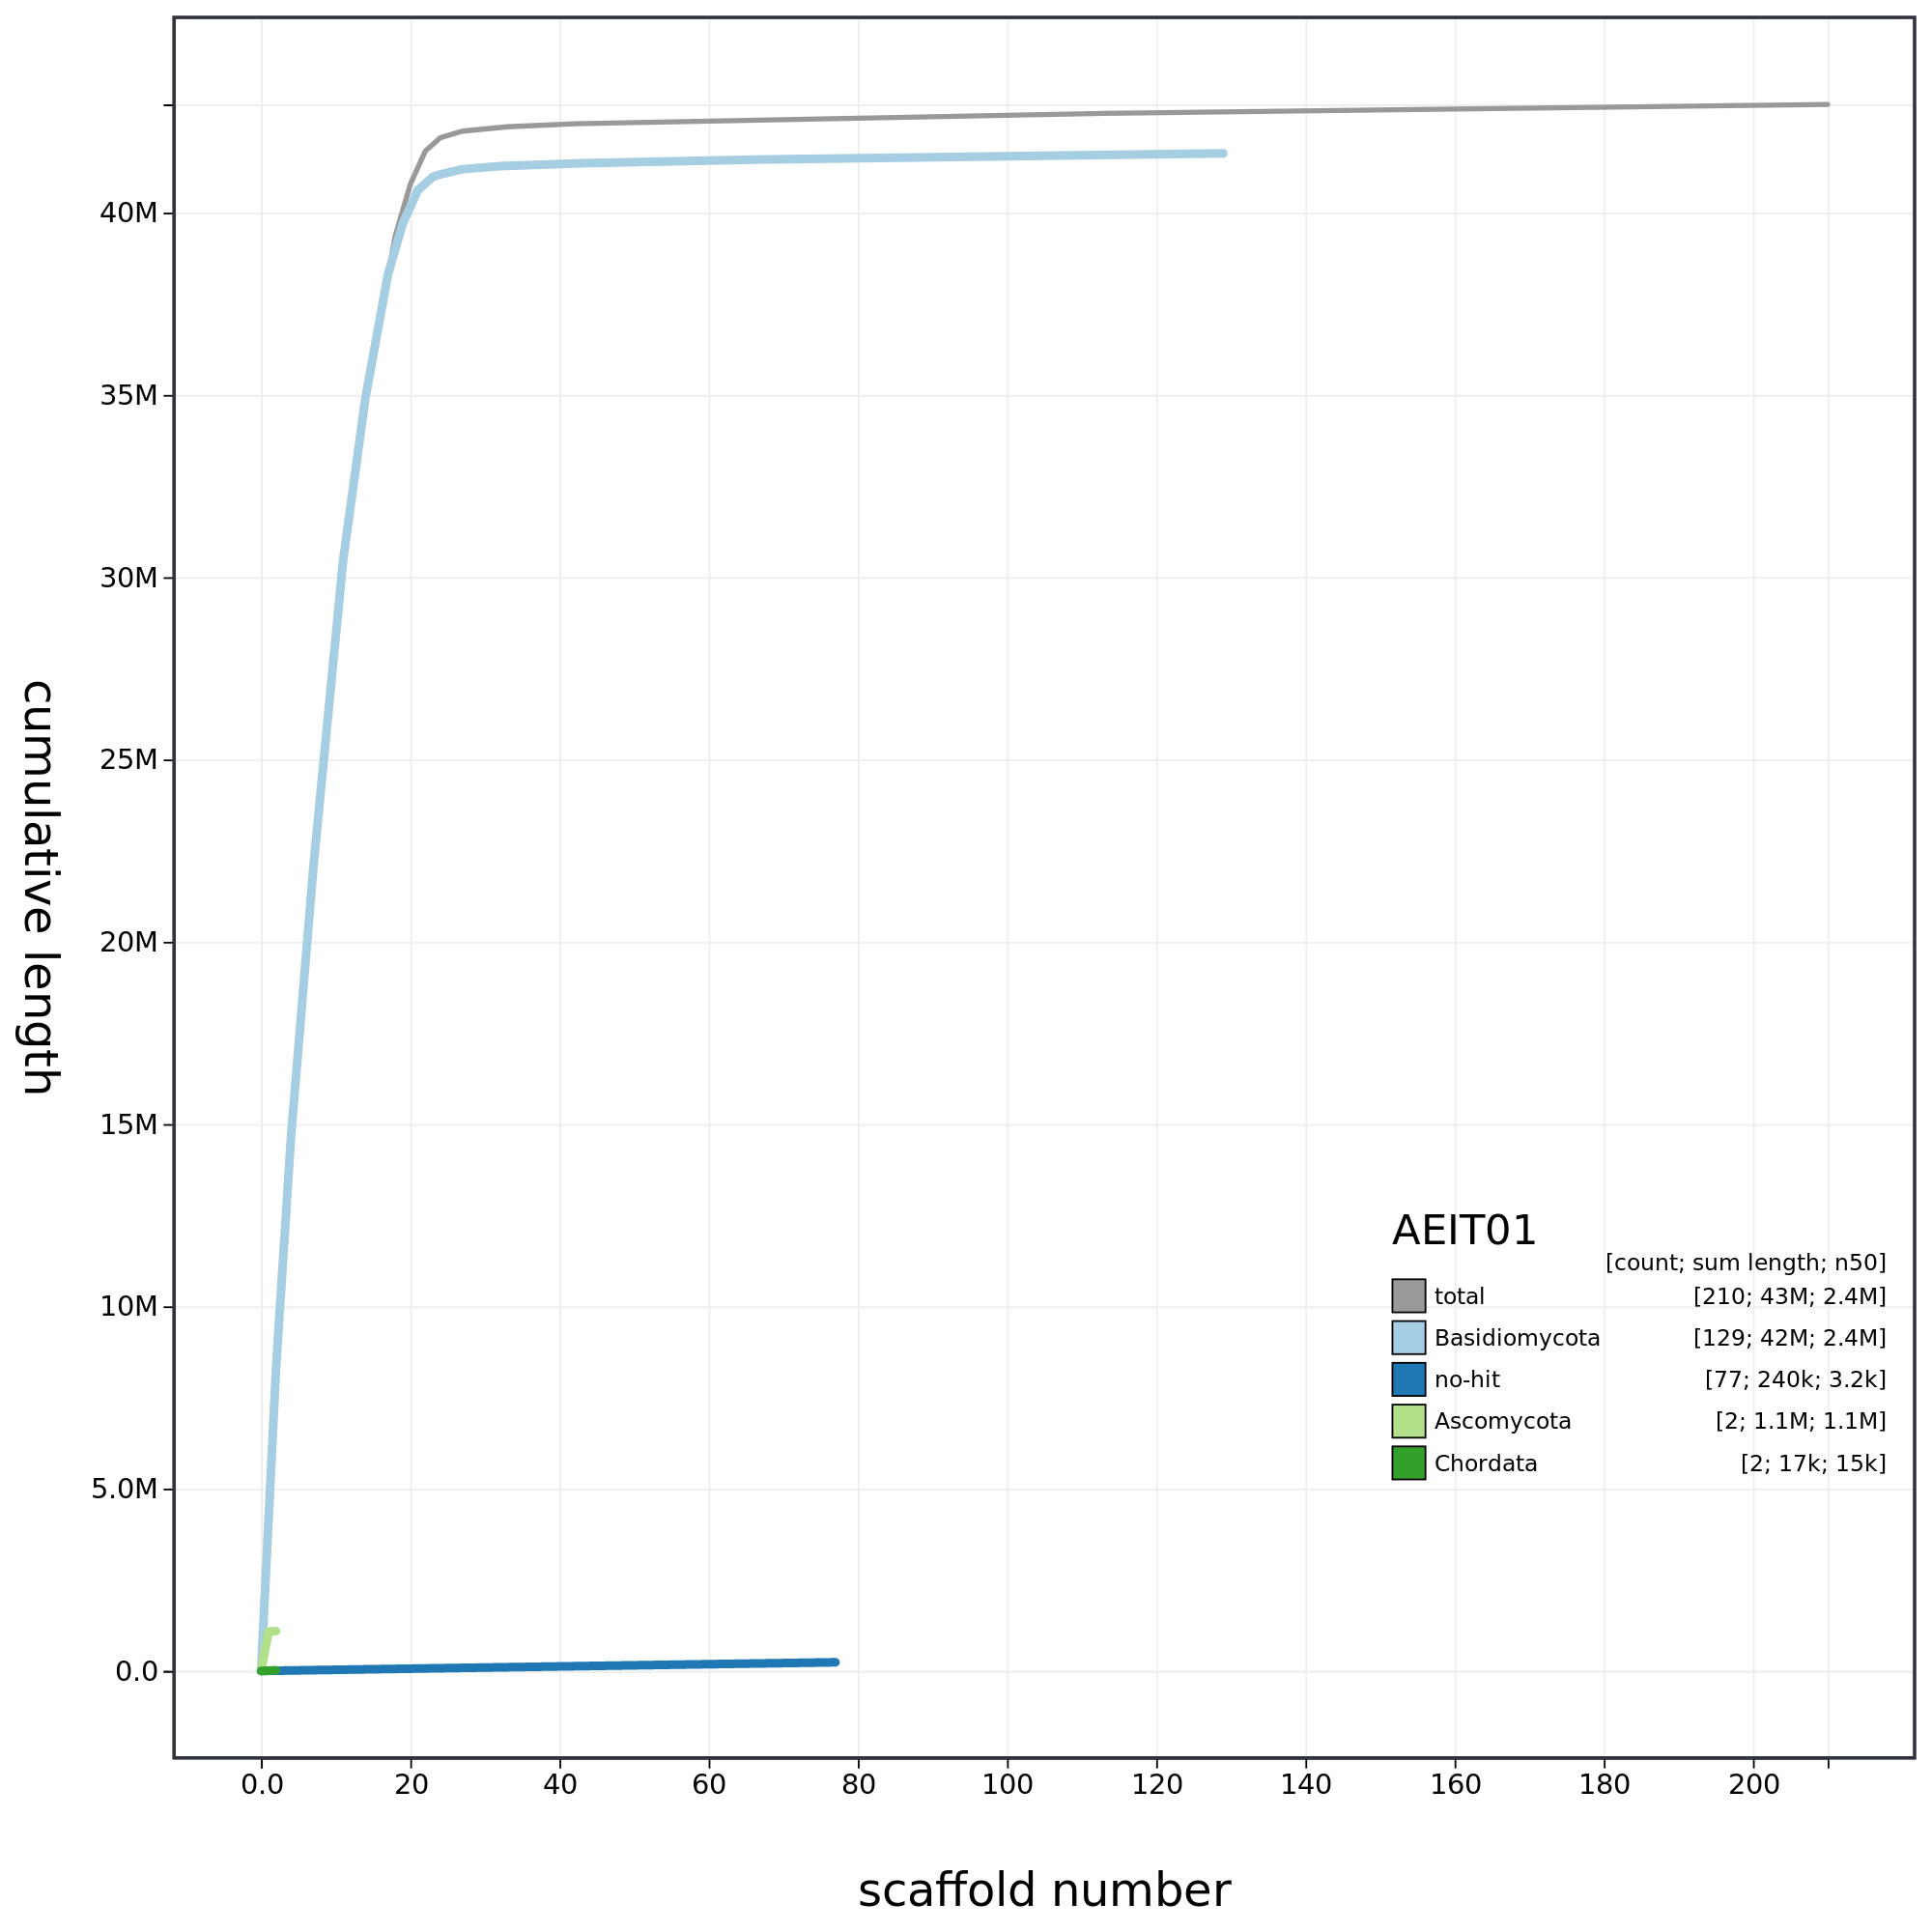 40M
35M
30M
25M
20M
15M
10M
5.0M
0.0
cumulative length
AEIT01
[count; sum length; n50]
total [210; 43M; 2.4M]
Basidiomycota [129; 42M; 2.4M]
no-hit [77; 240k; 3.2k]
Ascomycota [2; 1.1M; 1.1M]
Chordata [2; 17k; 15k]
0.0 20 40 60 80 100 120 140 160 180 200
scaffold number